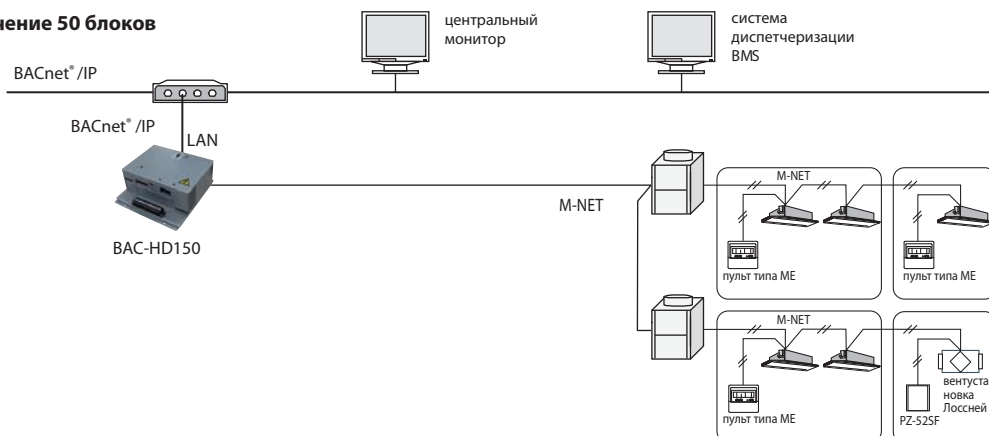 чение 50 блоков
центральный
монитор
система
диспетчеризации
BMS
BACnet®/IP
BACnet® /IP
LAN
BAC-HD150
M-NET
M-NET
пульт типа ME
пульт типа ME
M-NET
пульт типа ME
PZ-52SF
вентуста
новка
Лоссней